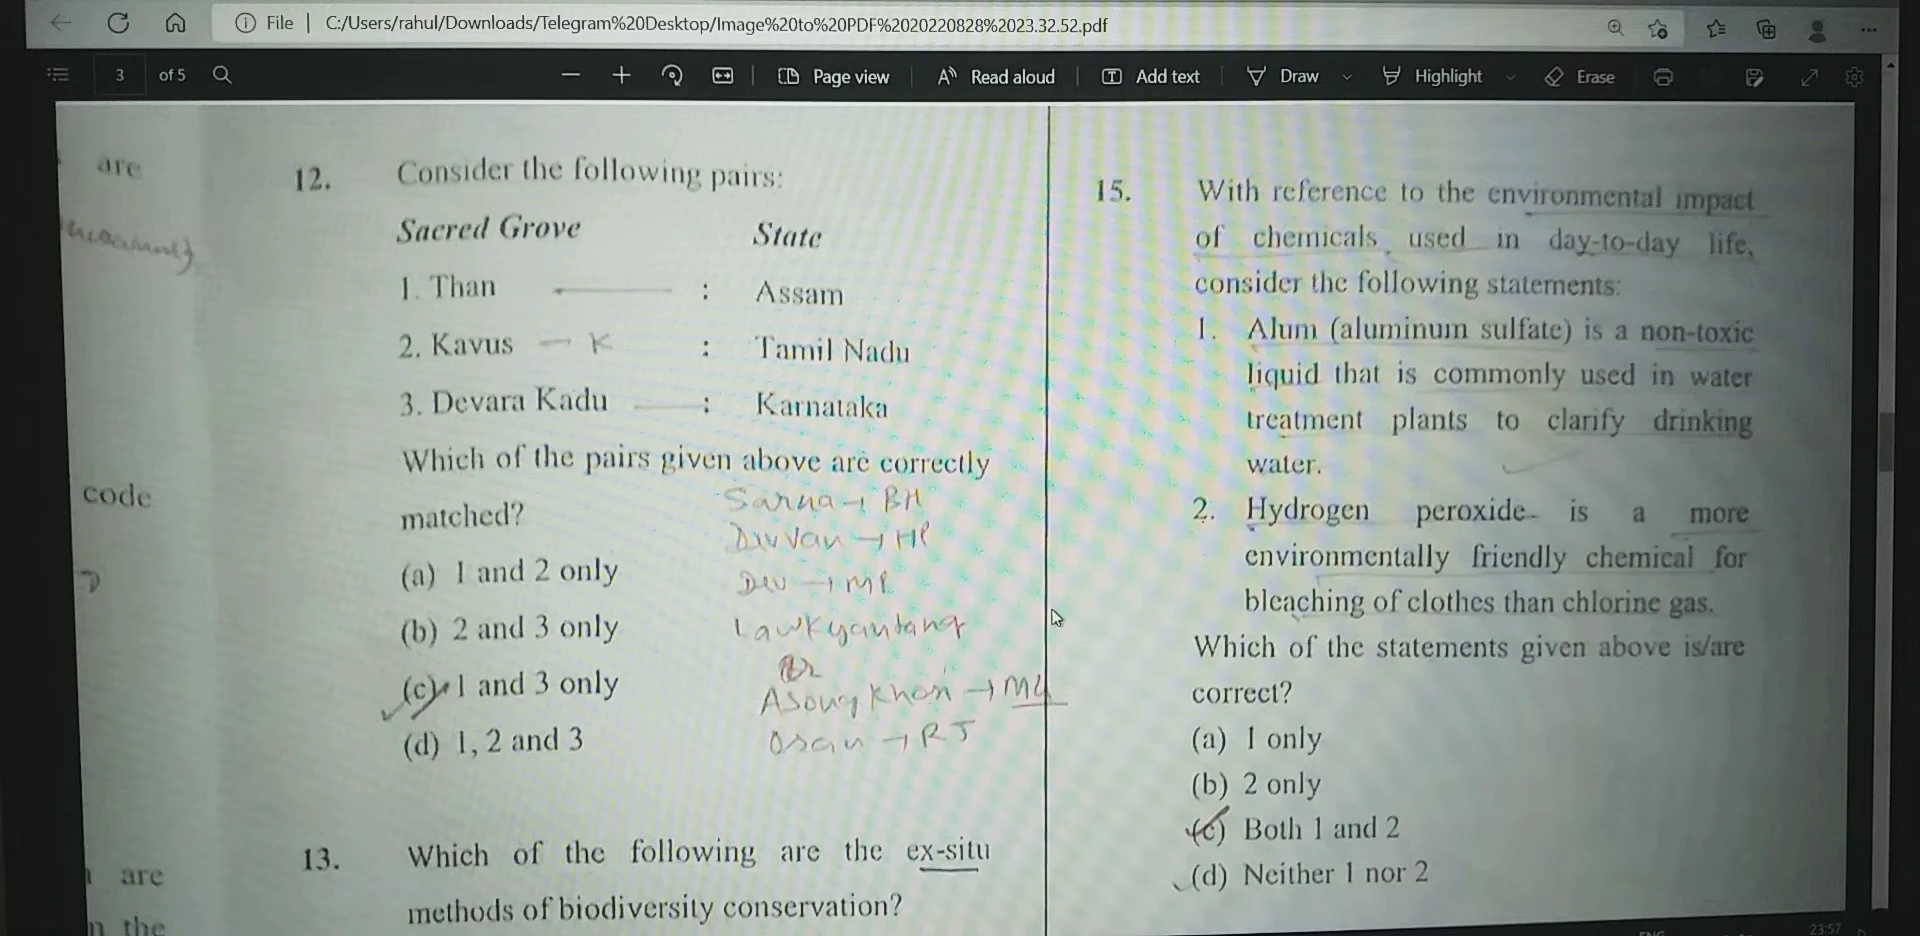 File | C:/Users/rahul/Downloads/Telegram%20Desktop/Image%20to%20PDF%2020220828%2023.32.52.pdf
3 of 5 Page view Read aloud Add text Draw Highlight Erase
are
code
are
n the
12. Consider the following pairs:
Sacred Grove State
1. Than : Assam
2. Kavus — K : Tamil Nadu
3. Devara Kadu : Karnataka
Which of the pairs given above are correctly
matched?
Sarna → BH
Dev → MP
Lawkyantang
or
Asong Khon → ML
Oran → RJ
(a) 1 and 2 only
(b) 2 and 3 only
(c) 1 and 3 only
(d) 1, 2 and 3
13. Which of the following are the ex-situ
methods of biodiversity conservation?
15. With reference to the environmental impact
of chemicals used in day-to-day life,
consider the following statements:
1. Alum (aluminum sulfate) is a non-toxic
liquid that is commonly used in water
treatment plants to clarify drinking
water.
2. Hydrogen peroxide is a more
environmentally friendly chemical for
bleaching of clothes than chlorine gas.
Which of the statements given above is/are
correct?
(a) 1 only
(b) 2 only
(c) Both 1 and 2
(d) Neither 1 nor 2
23:57